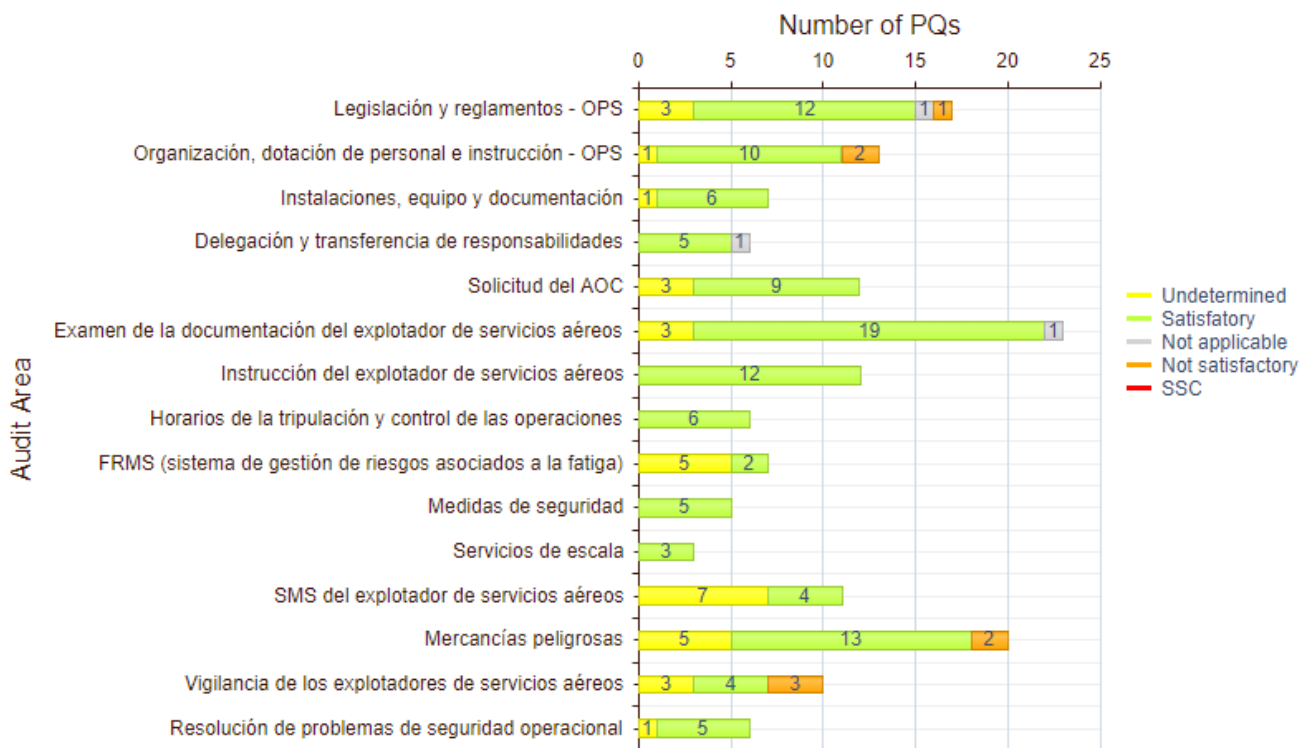 Number of PQs
0 5 10 15 20 25
Legislación y reglamentos - OPS 3 12 1 1
Organización, dotación de personal e instrucción - OPS 1 10 2
Instalaciones, equipo y documentación 1 6
Delegación y transferencia de responsabilidades 5 1
Solicitud del AOC 3 9
Examen de la documentación del explotador de servicios aéreos 3 19 1
Instrucción del explotador de servicios aéreos 12
Horarios de la tripulación y control de las operaciones 6
FRMS (sistema de gestión de riesgos asociados a la fatiga) 5 2
Medidas de seguridad 5
Servicios de escala 3
SMS del explotador de servicios aéreos 7 4
Mercancías peligrosas 5 13 2
Vigilancia de los explotadores de servicios aéreos 3 4 3
Resolución de problemas de seguridad operacional 1 5
Audit Area
Undetermined
Satisfatory
Not applicable
Not satisfactory
SSC